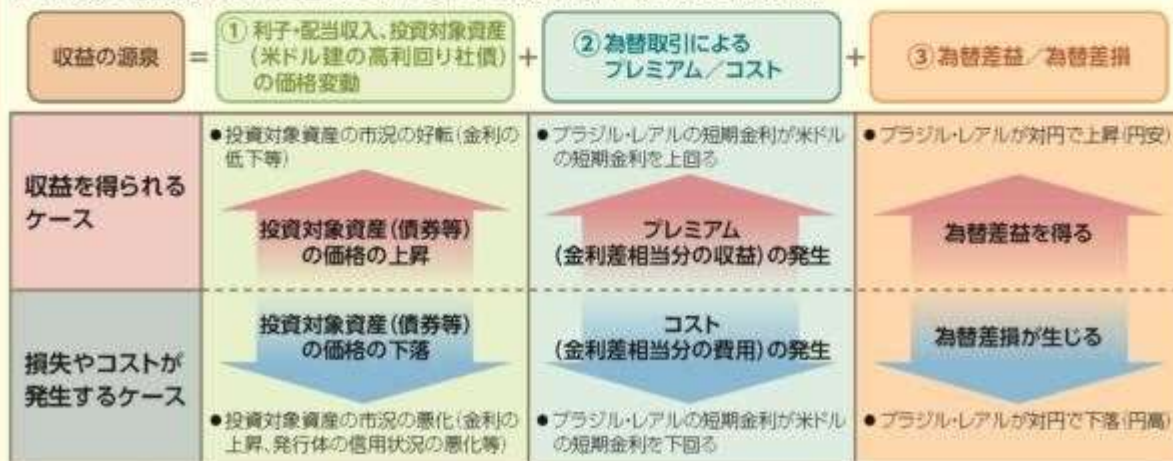 収益の源泉
=
① 利子・配当収入、投資対象資産
(米ドル建の高利回り社債)
の価格変動
+
② 為替取引による
プレミアム/コスト
+
③ 為替差益/為替差損
収益を得られる
ケース
●投資対象資産の市況の好転(金利の
低下等)
投資対象資産(債券等)
の価格の上昇
●ブラジル・レアルの短期金利が米ドル
の短期金利を上回る
プレミアム
(金利差相当分の収益)の発生
●ブラジル・レアルが対円で上昇(円安)
為替差益を得る
損失やコストが
発生するケース
投資対象資産(債券等)
の価格の下落
●投資対象資産の市況の悪化(金利の
上昇、発行体の信用状況の悪化等)
コスト
(金利差相当分の費用)の発生
●ブラジル・レアルの短期金利が米ドル
の短期金利を下回る
為替差損が生じる
●ブラジル・レアルが対円で下落(円高)